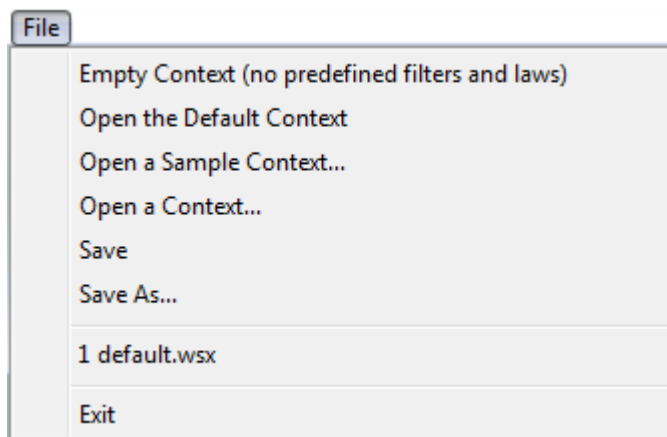 File
Empty Context (no predefined filters and laws)
Open the Default Context
Open a Sample Context...
Open a Context...
Save
Save As...
1 default.wsx
Exit